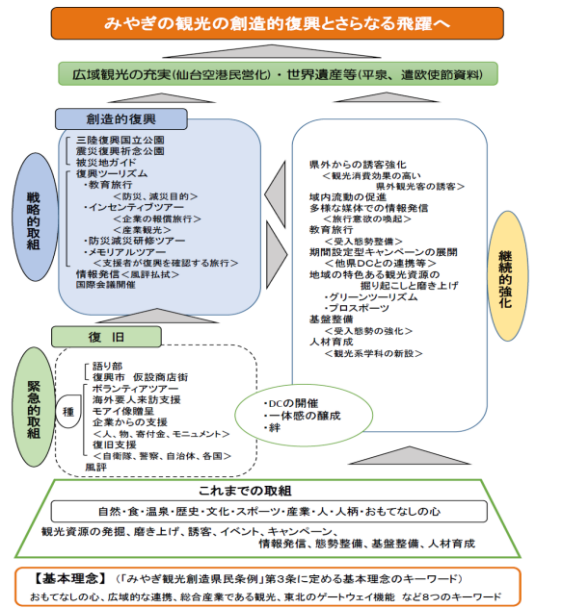 みやぎの観光の創造的復興とさらなる飛躍へ
広域観光の充実(仙台空港民営化)・世界遺産等(平泉、遣欧使節資料)
創造的復興
戦略的取組
三陸復興国立公園
震災復興祈念公園
被災地ガイド
復興ツーリズム
・教育旅行
<防災、減災目的>
・インセンティブツアー
<企業の報償旅行>
<産業観光>
・防災減災研修ツアー
・メモリアルツアー
<支援者が復興を確認する旅行>
情報発信<風評払拭>
国際会議開催
県外からの誘客強化
<観光消費効果の高い
県外観光客の誘客>
域内流動の促進
多様な媒体での情報発信
<旅行意欲の喚起>
教育旅行
<受入態勢整備>
期間設定型キャンペーンの展開
<他県DCとの連携等>
地域の特色ある観光資源の
掘り起こしと磨き上げ
・グリーンツーリズム
・プロスポーツ
基盤整備
<受入態勢の強化>
人材育成
<観光系学科の新設>
継続的強化
復 旧
緊急的取組
種
語り部
復興市 仮設商店街
ボランティアツアー
海外要人来訪支援
モアイ像贈呈
企業からの支援
<人、物、寄付金、モニュメント>
復旧支援
<自衛隊、警察、自治体、各国>
風評
・DCの開催
・一体感の醸成
・絆
これまでの取組
自然・食・温泉・歴史・文化・スポーツ・産業・人・人柄・おもてなしの心
観光資源の発掘、磨き上げ、誘客、イベント、キャンペーン、
情報発信、態勢整備、基盤整備、人材育成
【基本理念】 (「みやぎ観光創造県民条例」第3条に定める基本理念のキーワード)
おもてなしの心、広域的な連携、総合産業である観光、東北のゲートウェイ機能 など8つのキーワード